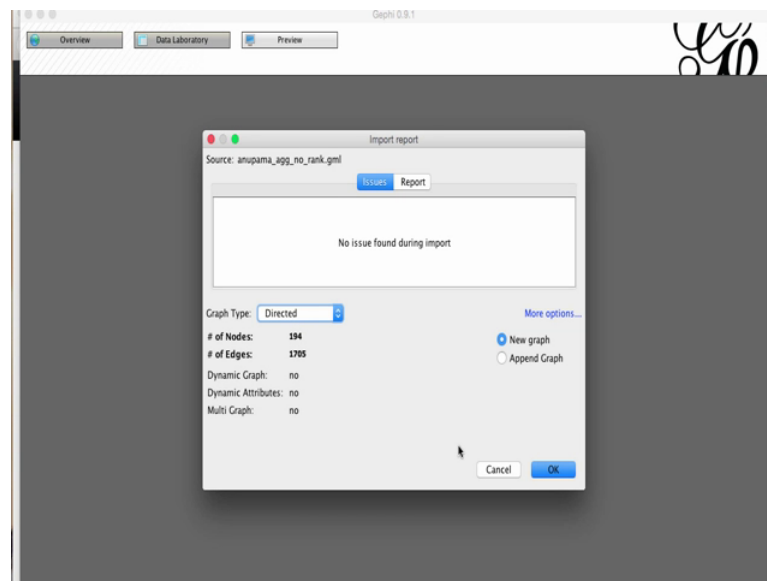 Gephi 0.9.1
Overview Data Laboratory Preview
Import report
Source: anupama_agg_no_rank.gml
Issues Report
No issue found during import
Graph Type: Directed More options...
# of Nodes: 194 New graph
# of Edges: 1705 Append Graph
Dynamic Graph: no
Dynamic Attributes: no
Multi Graph: no
Cancel OK